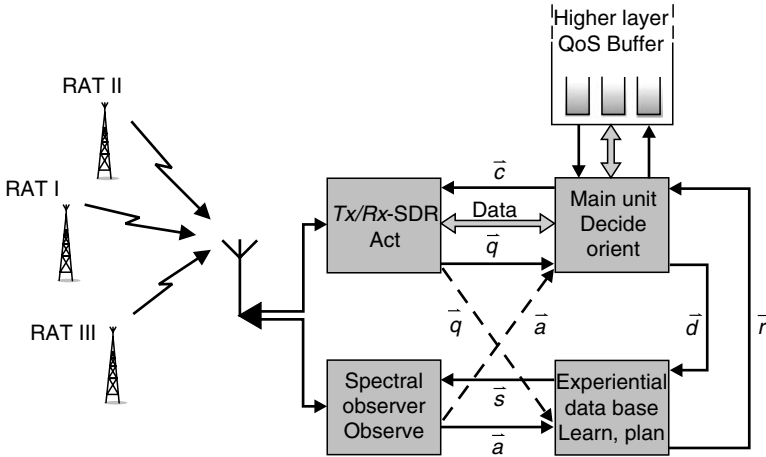 Higher layer
QoS Buffer
RAT II
RAT I
RAT III
Tx/Rx-SDR
Act
c⃗
Data
q⃗
Main unit
Decide
orient
q⃗
a⃗
d⃗
r⃗
Spectral
observer
Observe
s⃗
a⃗
Experiential
data base
Learn, plan